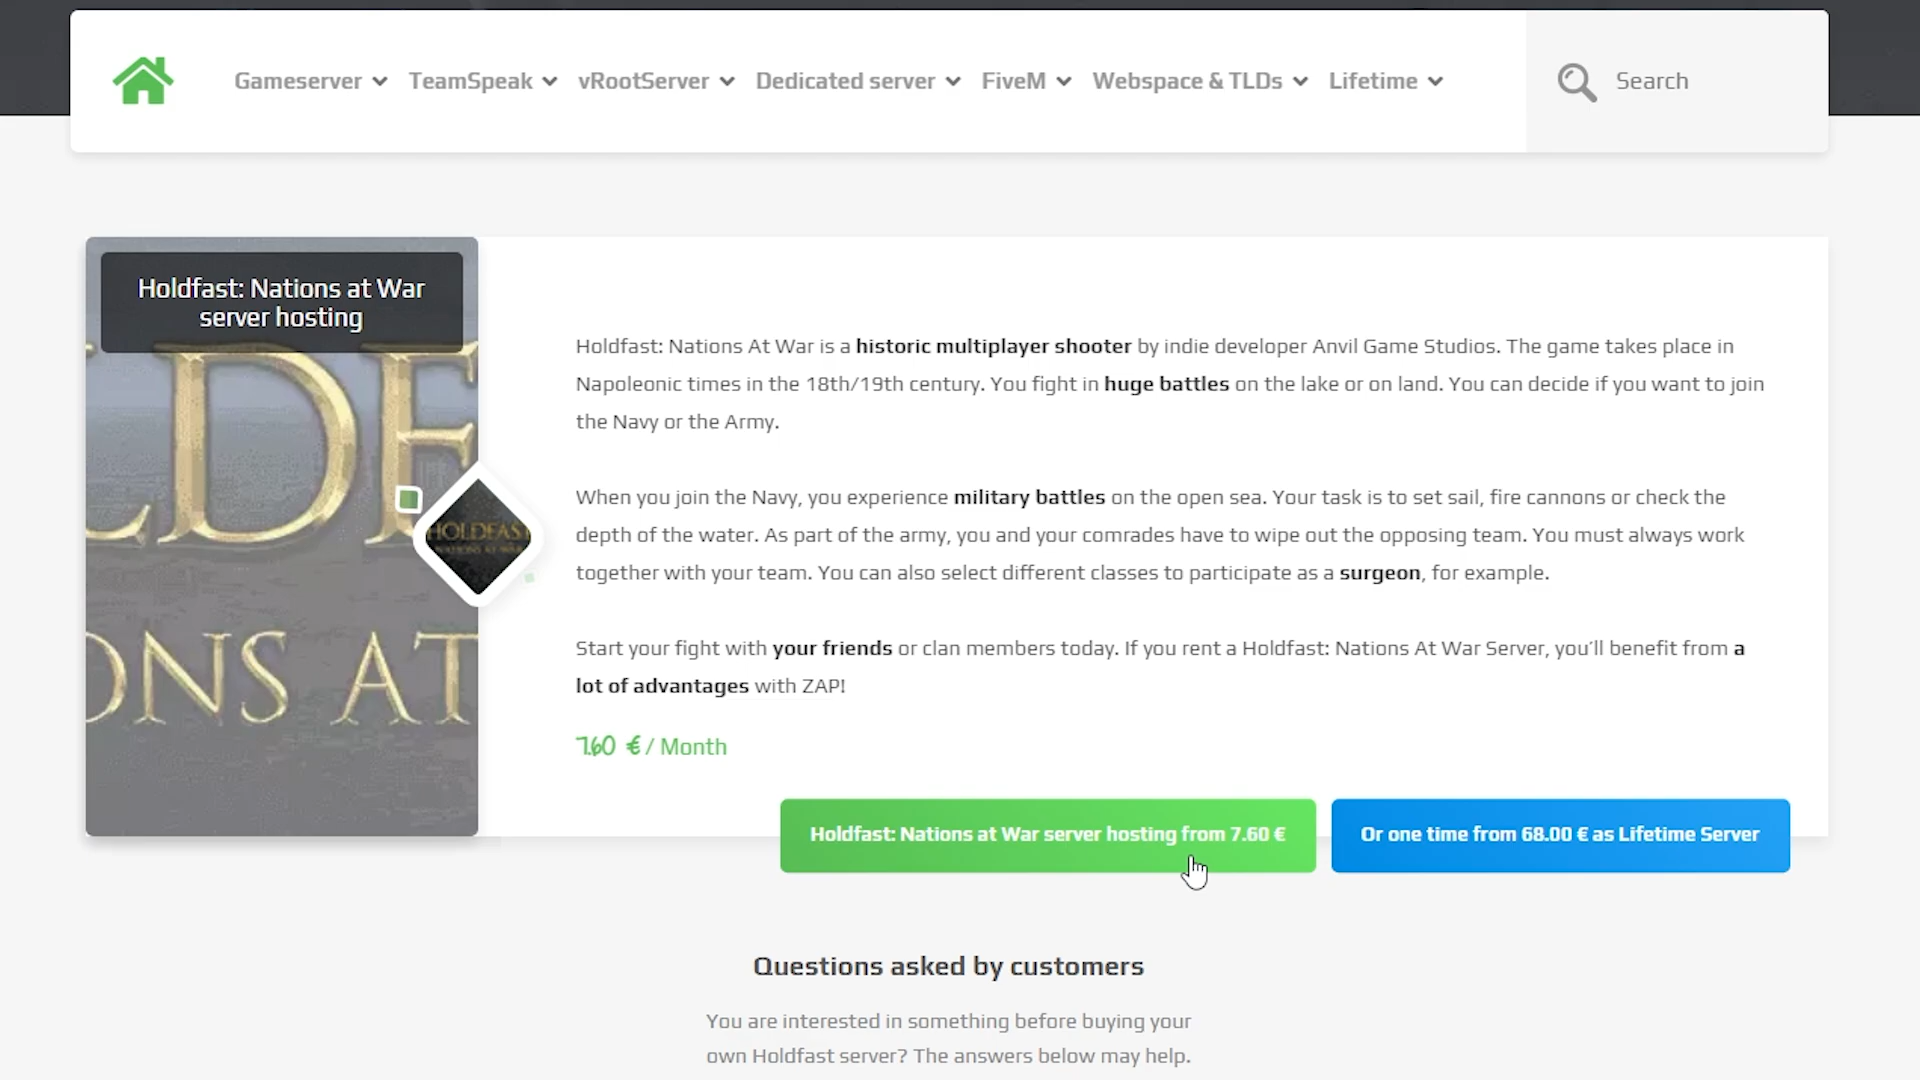 Gameserver TeamSpeak vRootServer Dedicated server FiveM Webspace & TLDs Lifetime Search
Holdfast: Nations at War
server hosting
LDF
ONS AT
HOLDFAST
NATIONS AT WAR
Holdfast: Nations At War is a historic multiplayer shooter by indie developer Anvil Game Studios. The game takes place in
Napoleonic times in the 18th/19th century. You fight in huge battles on the lake or on land. You can decide if you want to join
the Navy or the Army.
When you join the Navy, you experience military battles on the open sea. Your task is to set sail, fire cannons or check the
depth of the water. As part of the army, you and your comrades have to wipe out the opposing team. You must always work
together with your team. You can also select different classes to participate as a surgeon, for example.
Start your fight with your friends or clan members today. If you rent a Holdfast: Nations At War Server, you'll benefit from a
lot of advantages with ZAP!
7.60 € / Month
Holdfast: Nations at War server hosting from 7.60 €
Or one time from 68.00 € as Lifetime Server
Questions asked by customers
You are interested in something before buying your
own Holdfast server? The answers below may help.